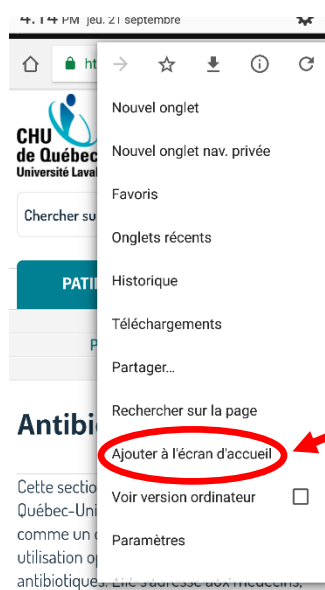 4:14 PM jeu. 21 septembre
ht
Nouvel onglet
CHU
de Québec
Université Laval
Nouvel onglet nav. privée
Favoris
Chercher su
Onglets récents
Historique
PATI
Téléchargements
P
Partager...
Rechercher sur la page
Antibi
Ajouter à l'écran d'accueil
Cette sectio
Voir version ordinateur
Québec-Uni
comme un
Paramètres
utilisation o
antibiotiques. Elle s'adresse aux médecins,